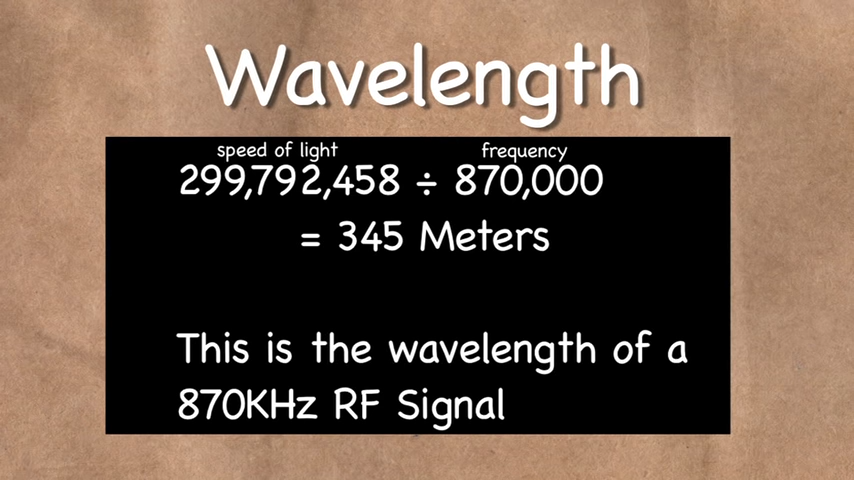 Wavelength
speed of light frequency
299,792,458 ÷ 870,000
= 345 Meters
This is the wavelength of a
870KHz RF Signal